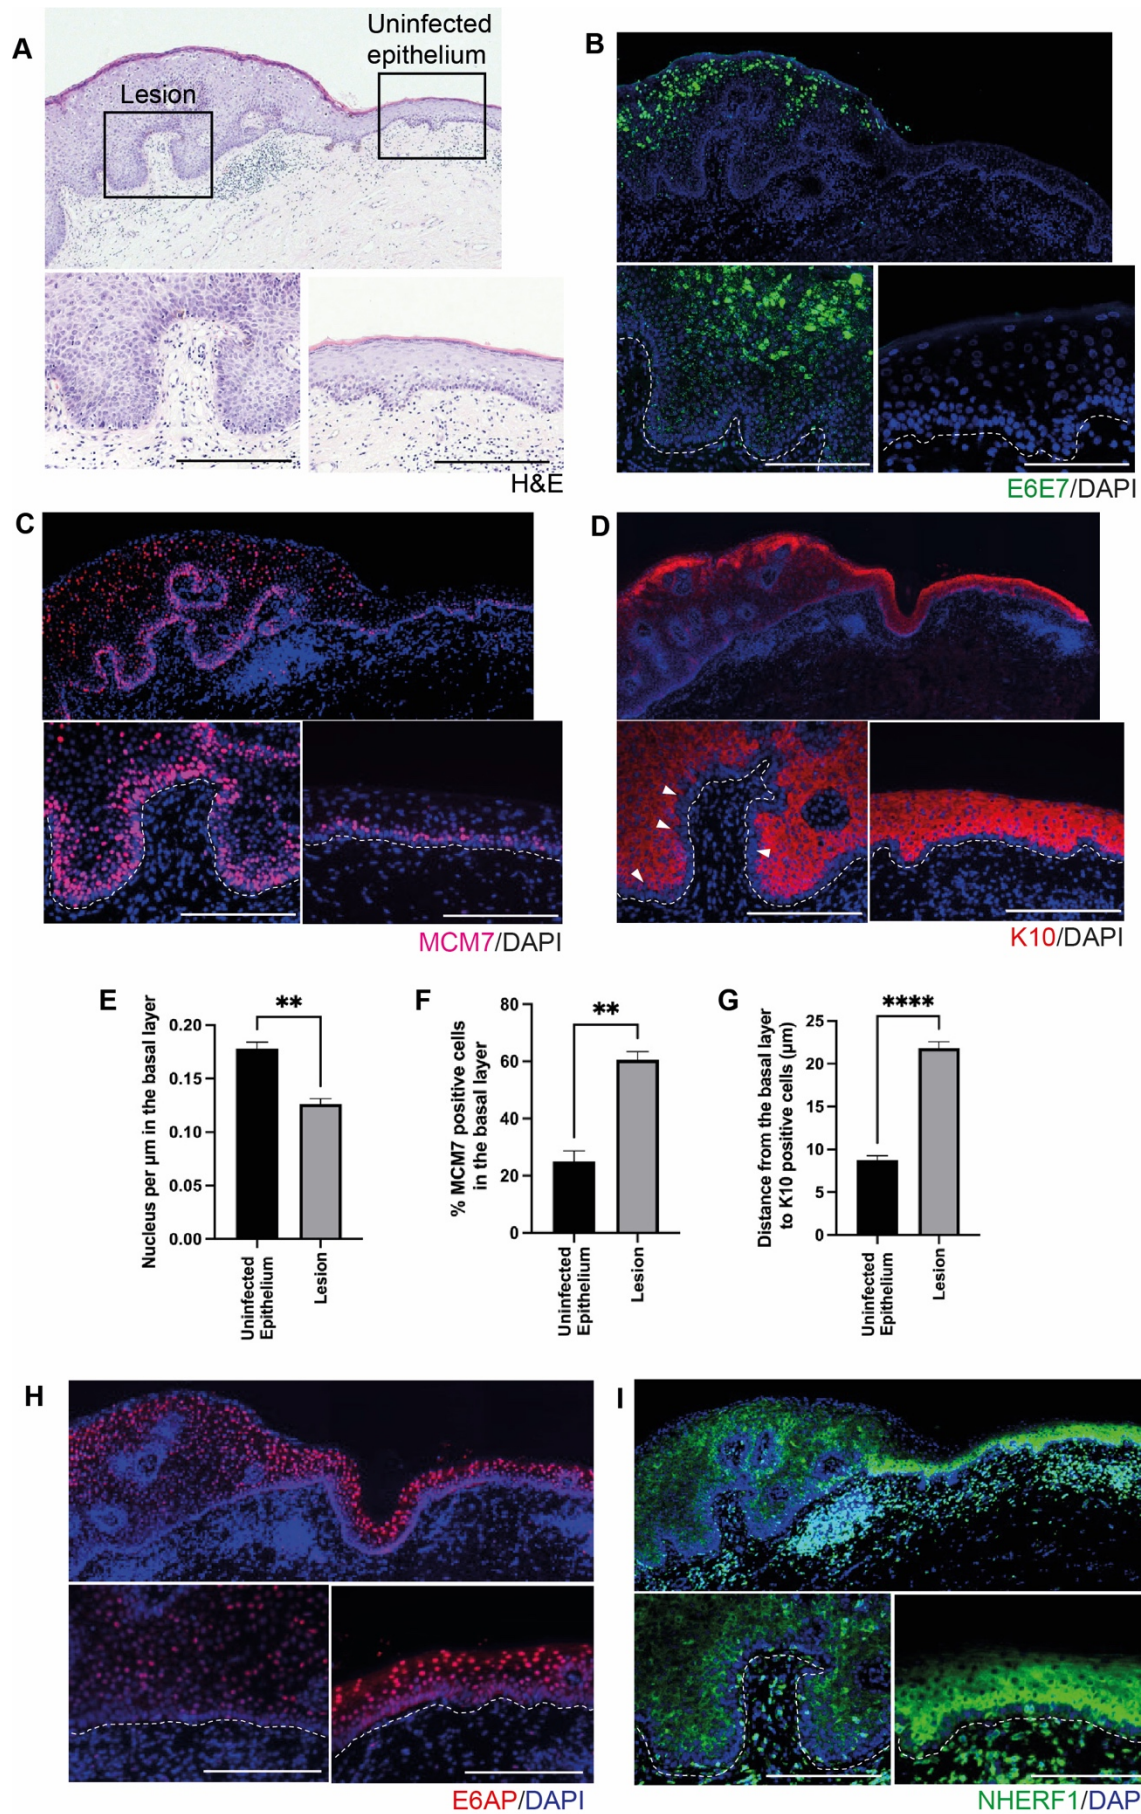 A
Lesion
Uninfected
epithelium
H&E
B
E6E7/DAPI
C
MCM7/DAPI
D
K10/DAPI
E
Nucleus per µm in the basal layer
0.20
0.15
0.10
0.05
0.00
**
Uninfected
Epithelium
Lesion
F
% MCM7 positive cells
in the basal layer
80
60
40
20
0
**
Uninfected
Epithelium
Lesion
G
Distance from the basal layer
to K10 positive cells (µm)
25
20
15
10
5
0
****
Uninfected
Epithelium
Lesion
H
E6AP/DAPI
I
NHERF1/DAP